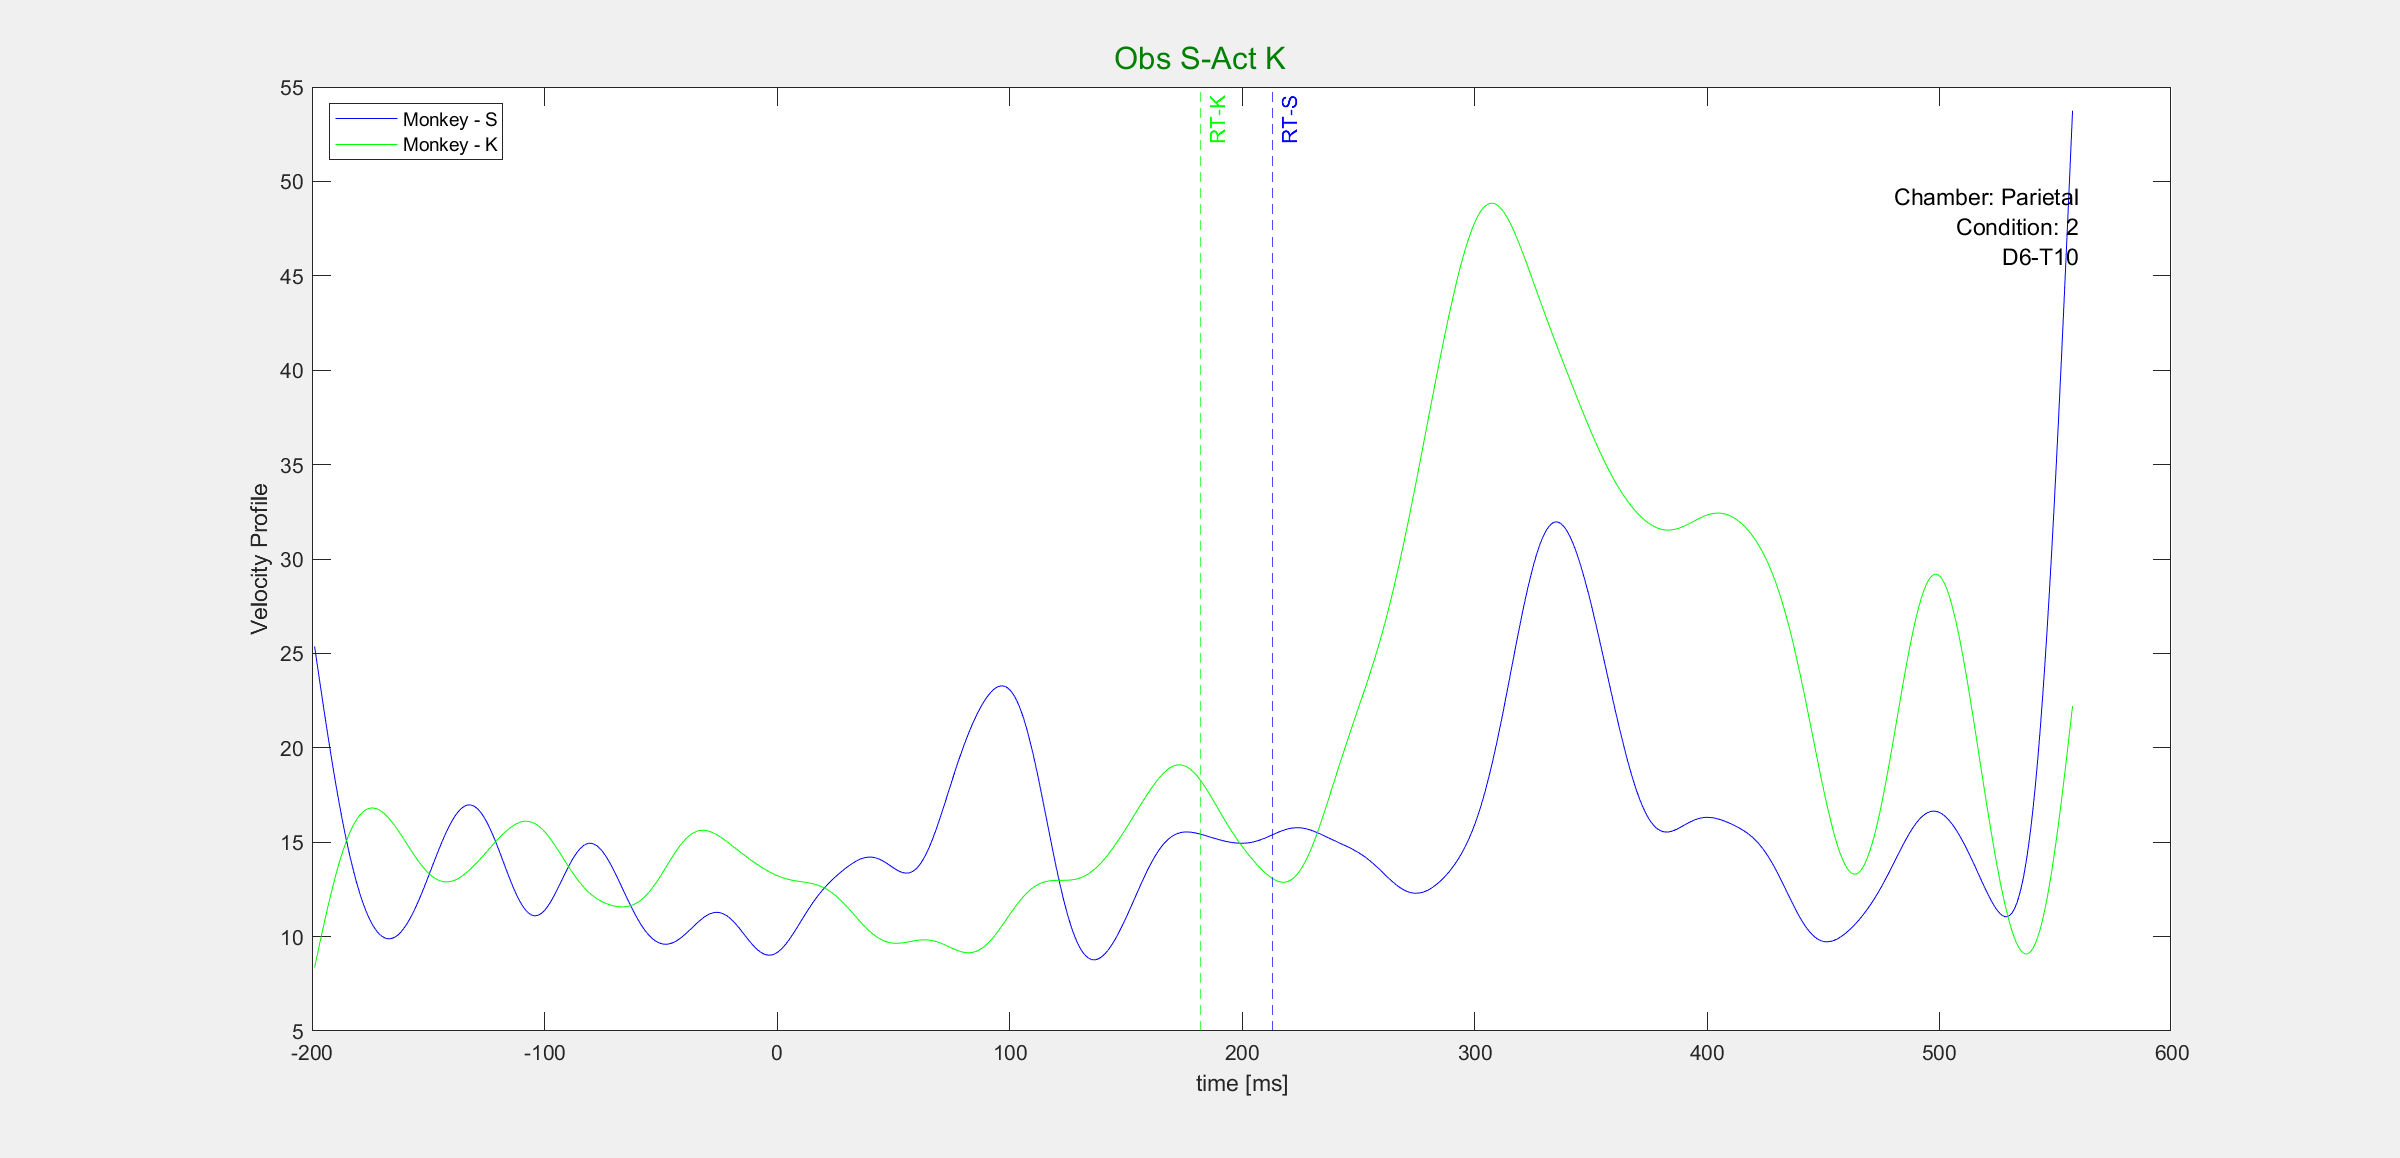 Obs S-Act K
55
50
45
40
35
30
25
20
15
10
5
Velocity Profile
Monkey - S
Monkey - K
RT-K
RT-S
Chamber: Parietal
Condition: 2
D6-T10
-200 -100 0 100 200 300 400 500 600
time [ms]